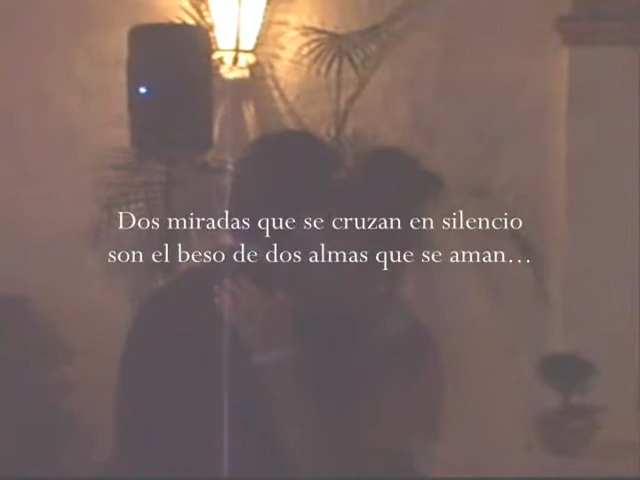 Dos miradas que se cruzan en silencio
son el beso de dos almas que se aman...